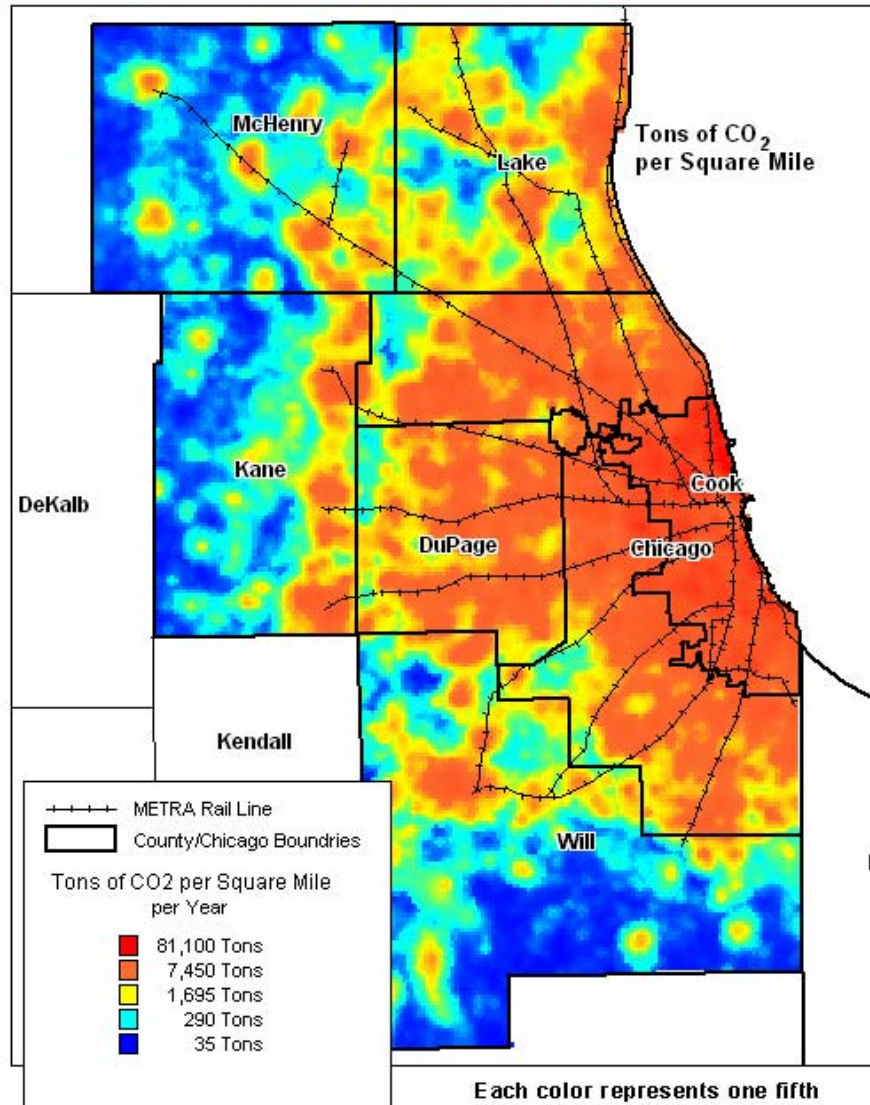 McHenry
Lake
Tons of CO2
per Square Mile
Kane
DeKalb
Cook
DuPage
Chicago
Kendall
Will
METRA Rail Line
County/Chicago Boundries
Tons of CO2 per Square Mile
per Year
81,100 Tons
7,450 Tons
1,695 Tons
290 Tons
35 Tons
Each color represents one fifth